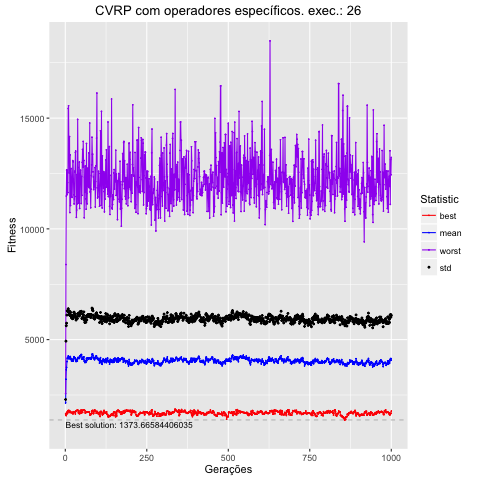 CVRP com operadores específicos. exec.: 26
Fitness
15000
10000
5000
Best solution: 1373.66584406035
0
250
500
750
1000
Gerações
Statistic
best
mean
worst
std